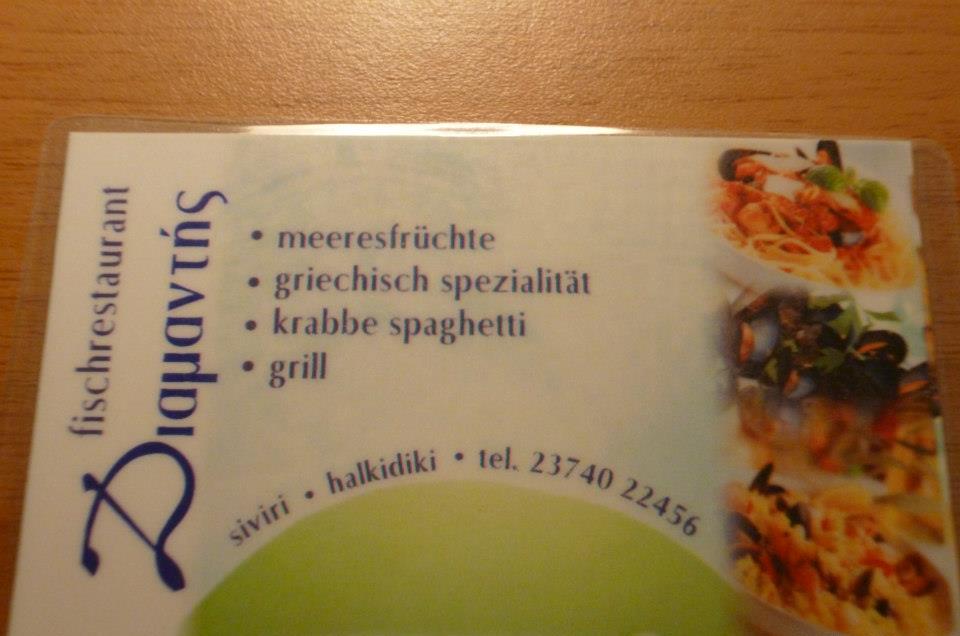 fischrestaurant
Διαμαντής
• meeresfrüchte
• griechisch spezialität
• krabbe spaghetti
• grill
siviri • halkidiki • tel. 23740 22456